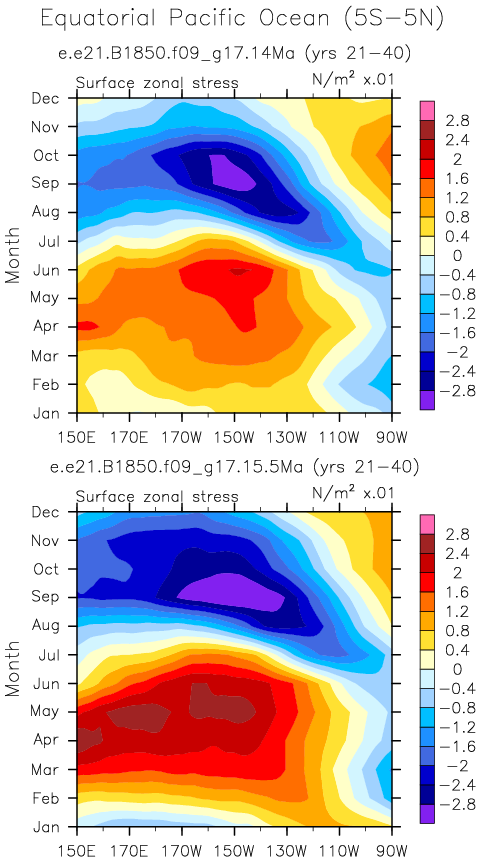 Equatorial Pacific Ocean (5S−5N)
e.e21.B1850.f09_g17.14Ma (yrs 21−40)
Surface zonal stress N/m² x.01
Dec
Nov
Oct
Sep
Aug
Jul
Jun
May
Apr
Mar
Feb
Jan
Month
150E 170E 170W 150W 130W 110W 90W
2.8
2.4
2
1.6
1.2
0.8
0.4
0
−0.4
−0.8
−1.2
−1.6
−2
−2.4
−2.8
e.e21.B1850.f09_g17.15.5Ma (yrs 21−40)
Surface zonal stress N/m² x.01
Dec
Nov
Oct
Sep
Aug
Jul
Jun
May
Apr
Mar
Feb
Jan
Month
150E 170E 170W 150W 130W 110W 90W
2.8
2.4
2
1.6
1.2
0.8
0.4
0
−0.4
−0.8
−1.2
−1.6
−2
−2.4
−2.8